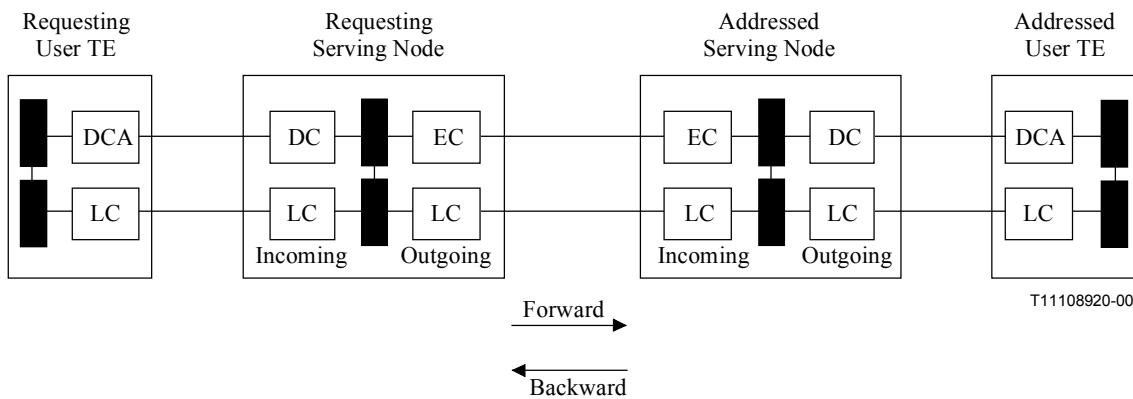 Requesting
User TE
Requesting
Serving Node
Addressed
Serving Node
Addressed
User TE
DCA
DC
EC
EC
DC
DCA
LC
LC
LC
LC
LC
LC
Incoming
Outgoing
Incoming
Outgoing
T11108920-00
Forward
Backward